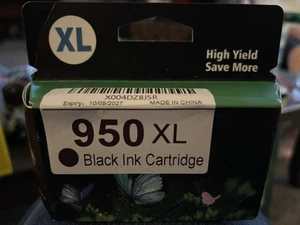 XL
High Yield
Save More
X004DZ8J5R
Expiry: 10/09/2027 MADE IN CHINA
950 XL
Black Ink Cartridge